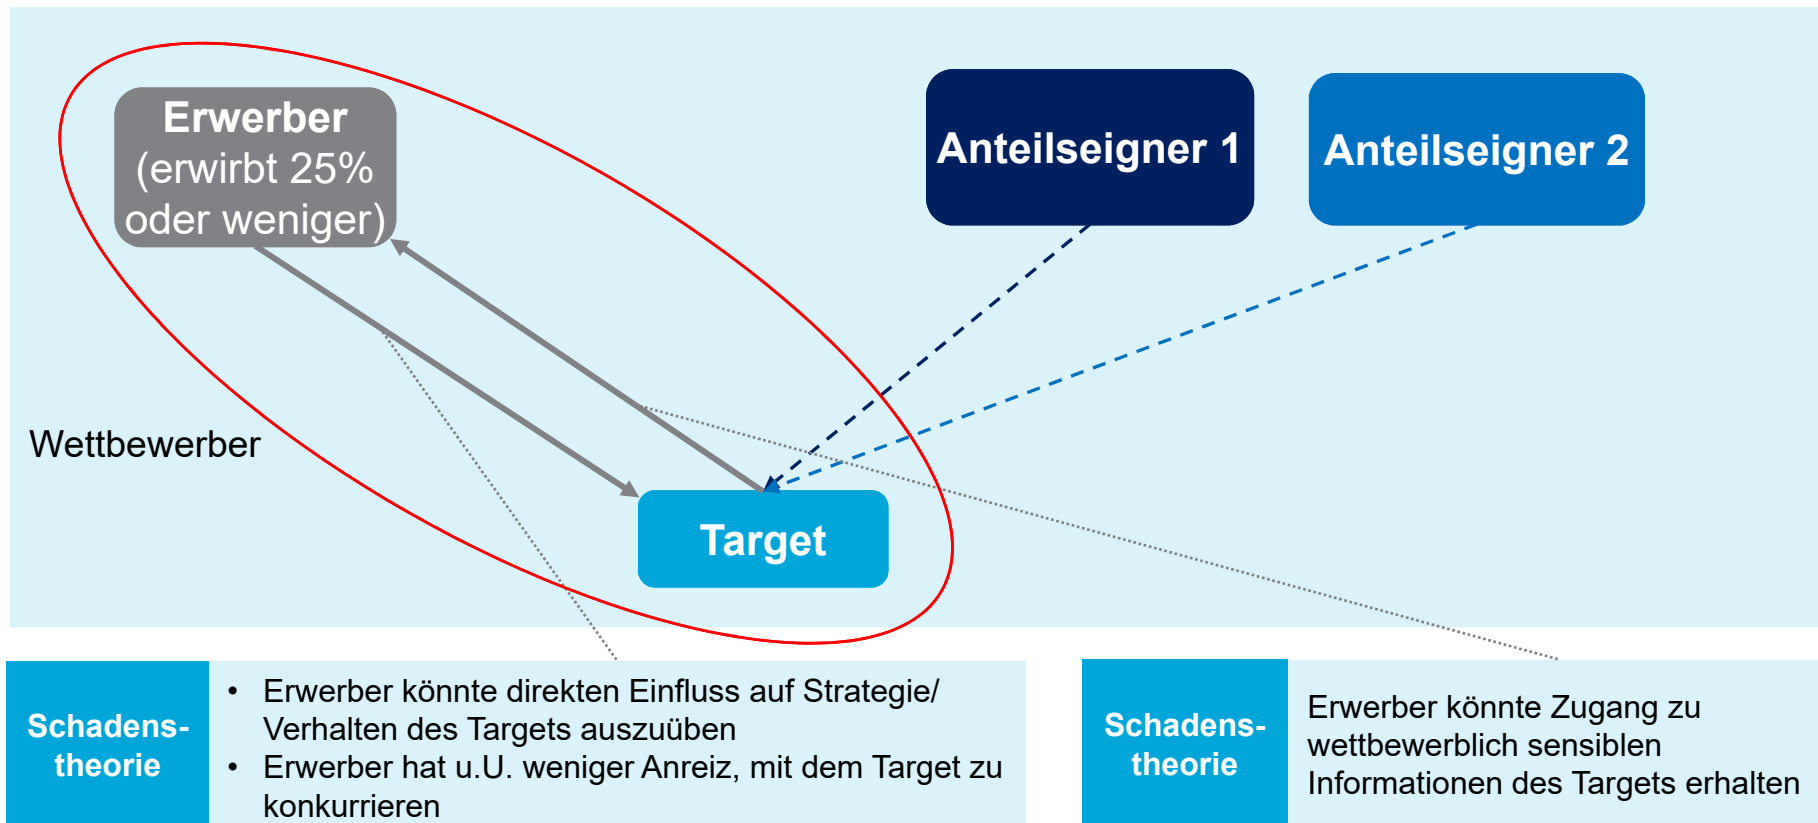 Erwerber
(erwirbt 25%
oder weniger)
Anteilseigner 1
Anteilseigner 2
Wettbewerber
Target
Schadens-
theorie
• Erwerber könnte direkten Einfluss auf Strategie/
Verhalten des Targets auszuüben
• Erwerber hat u.U. weniger Anreiz, mit dem Target zu
konkurrieren
Schadens-
theorie
Erwerber könnte Zugang zu
wettbewerblich sensiblen
Informationen des Targets erhalten